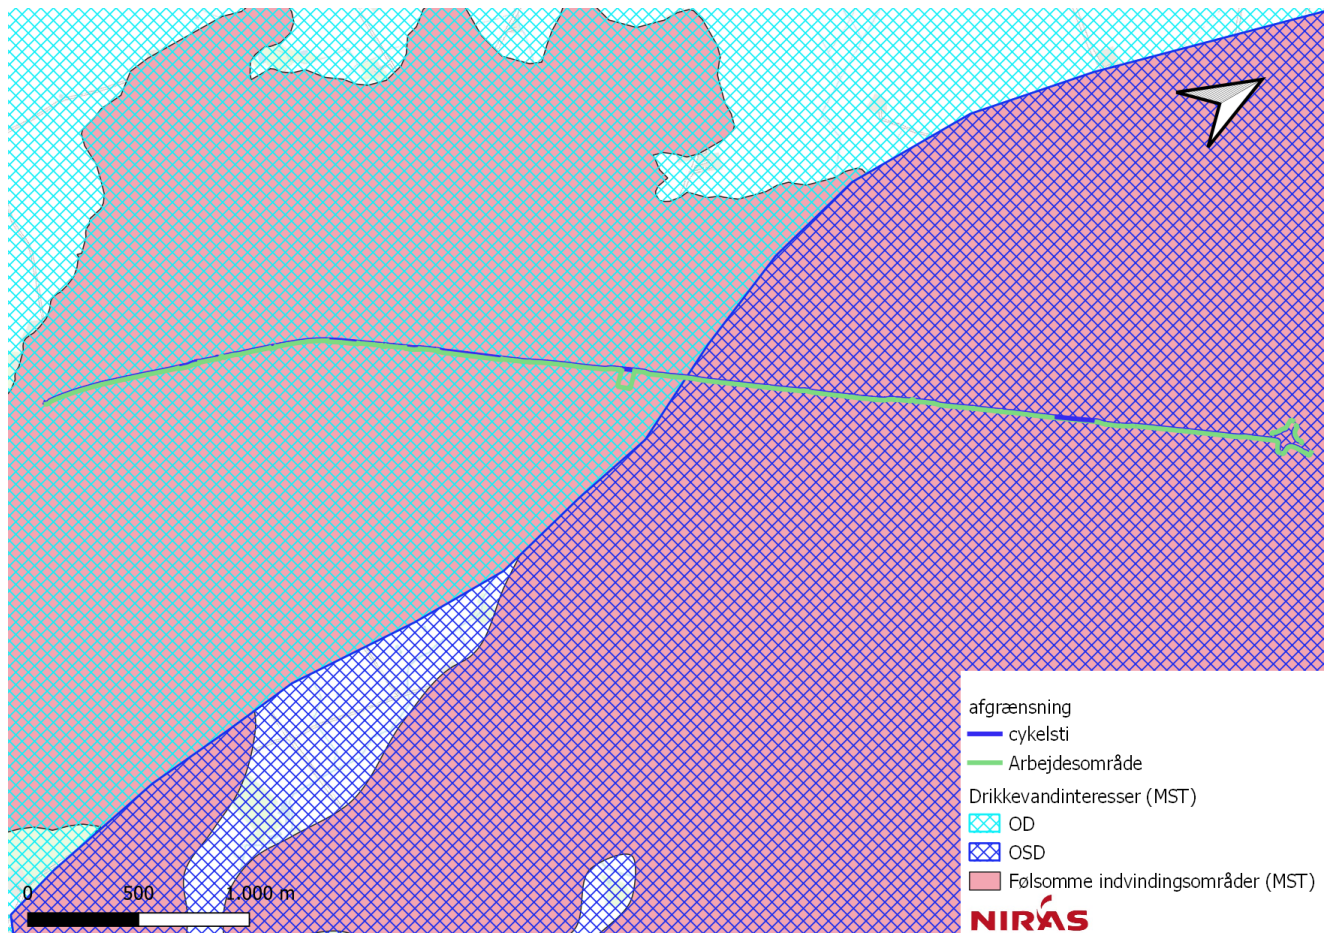 afgrænsning
cykelsti
Arbejdesområde
Drikkevandinteresser (MST)
OD
OSD
Følsomme indvindingsområder (MST)
NIRAS
0 500 1.000 m